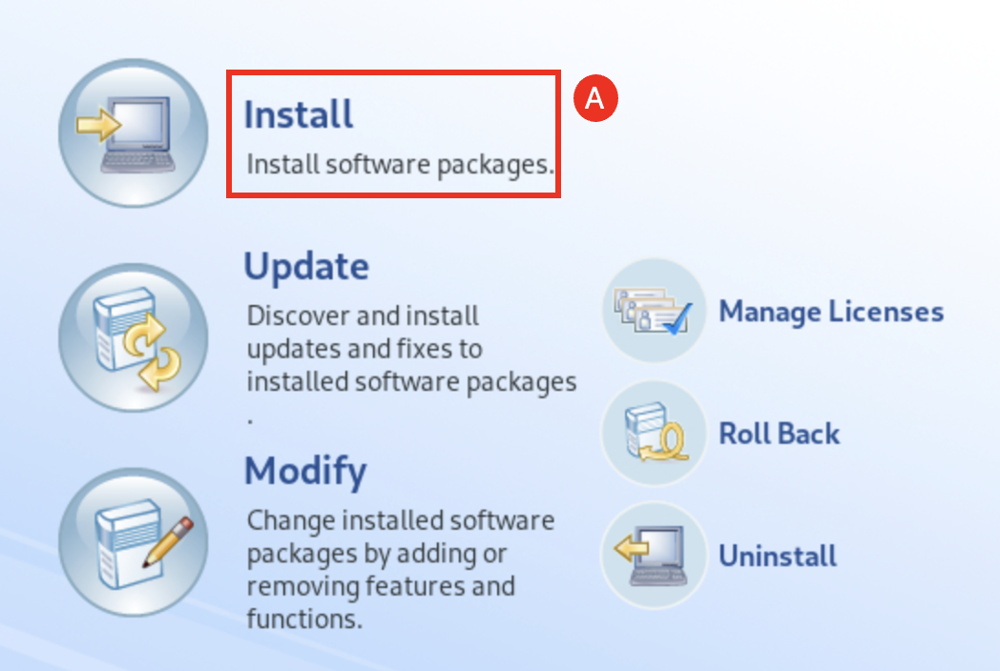 Install
A
Install software packages.
Update
Discover and install
updates and fixes to
installed software packages
.
Modify
Change installed software
packages by adding or
removing features and
functions.
Manage Licenses
Roll Back
Uninstall